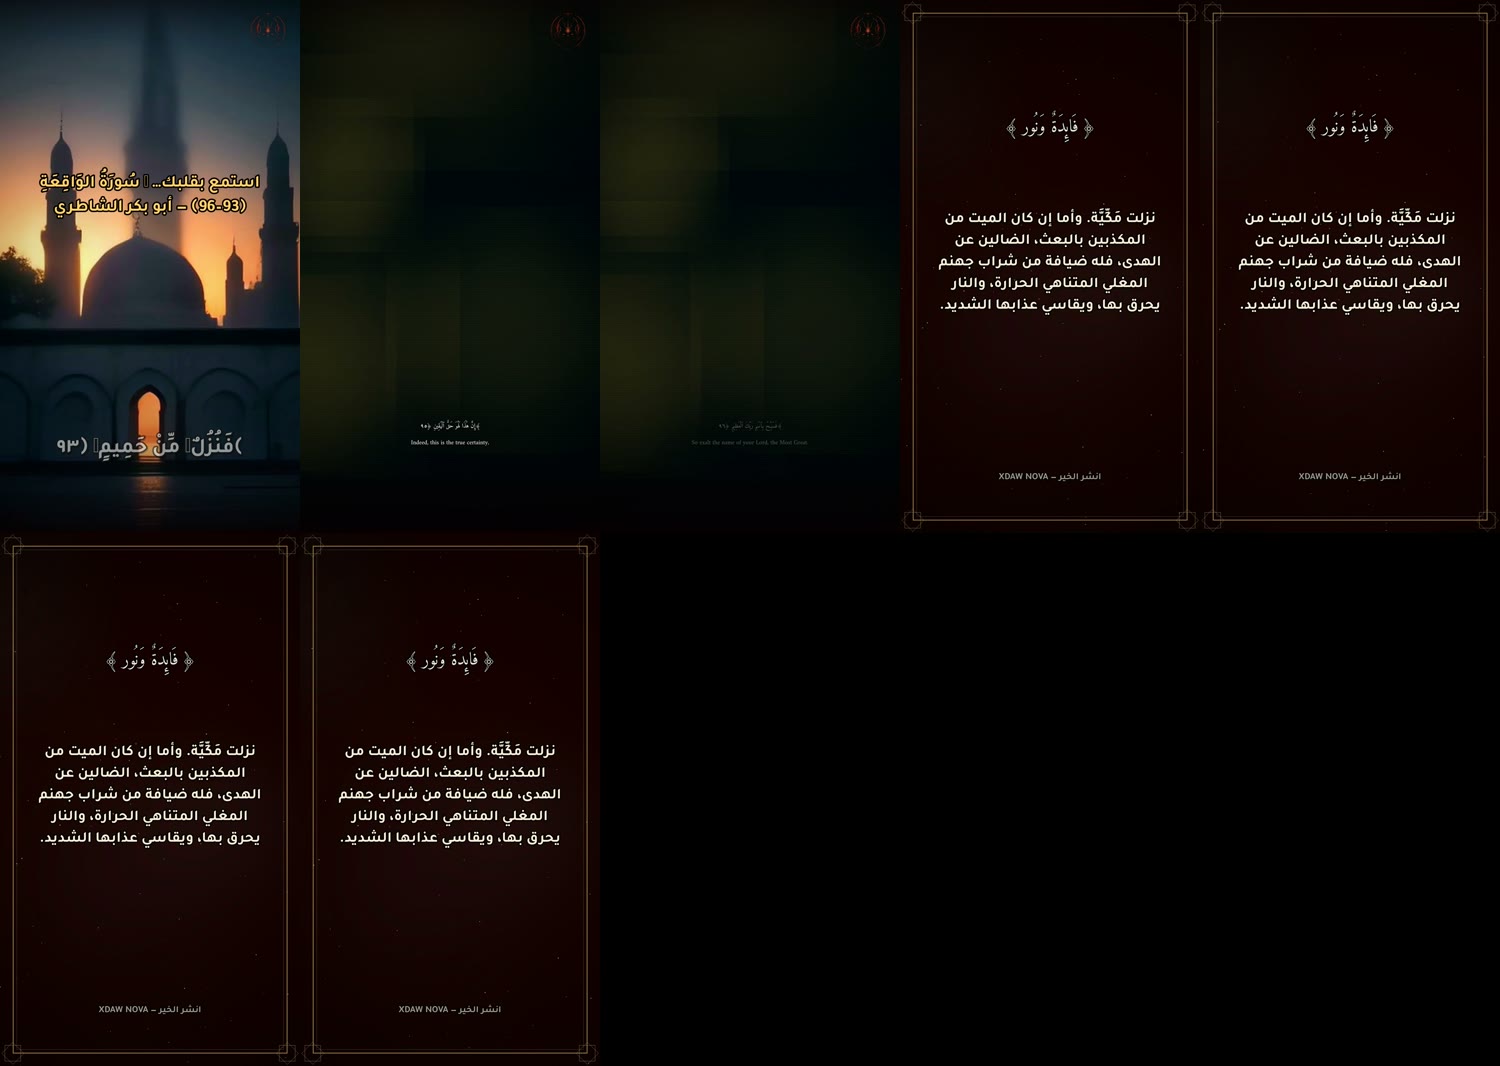 استمع بقلبك... سُورَةُ الوَاقِعَةِ
(93-96) – أبو بكر الشاطري
﴿فَنُزُلٌ مِّنْ حَمِيمٍ ﴾(٩٣
﴿إِنَّ هَٰذَا لَهُوَ حَقُّ الْيَقِينِ ﴾٩٥
Indeed, this is the true certainty.
﴿فَسَبِّحْ بِاسْمِ رَبِّكَ الْعَظِيمِ ﴾٩٦
So exalt the name of your Lord, the Most Great.
﴿ فَائِدَةٌ وَنُور ﴾
نزلت مَكِّيَّة. وأما إن كان الميت من
المكذبين بالبعث، الضالين عن
الهدى، فله ضيافة من شراب جهنم
المغلي المتناهي الحرارة، والنار
يحرق بها، ويقاسي عذابها الشديد.
انشر الخير – XDAW NOVA
﴿ فَائِدَةٌ وَنُور ﴾
نزلت مَكِّيَّة. وأما إن كان الميت من
المكذبين بالبعث، الضالين عن
الهدى، فله ضيافة من شراب جهنم
المغلي المتناهي الحرارة، والنار
يحرق بها، ويقاسي عذابها الشديد.
انشر الخير – XDAW NOVA
﴿ فَائِدَةٌ وَنُور ﴾
نزلت مَكِّيَّة. وأما إن كان الميت من
المكذبين بالبعث، الضالين عن
الهدى، فله ضيافة من شراب جهنم
المغلي المتناهي الحرارة، والنار
يحرق بها، ويقاسي عذابها الشديد.
انشر الخير – XDAW NOVA
﴿ فَائِدَةٌ وَنُور ﴾
نزلت مَكِّيَّة. وأما إن كان الميت من
المكذبين بالبعث، الضالين عن
الهدى، فله ضيافة من شراب جهنم
المغلي المتناهي الحرارة، والنار
يحرق بها، ويقاسي عذابها الشديد.
انشر الخير – XDAW NOVA